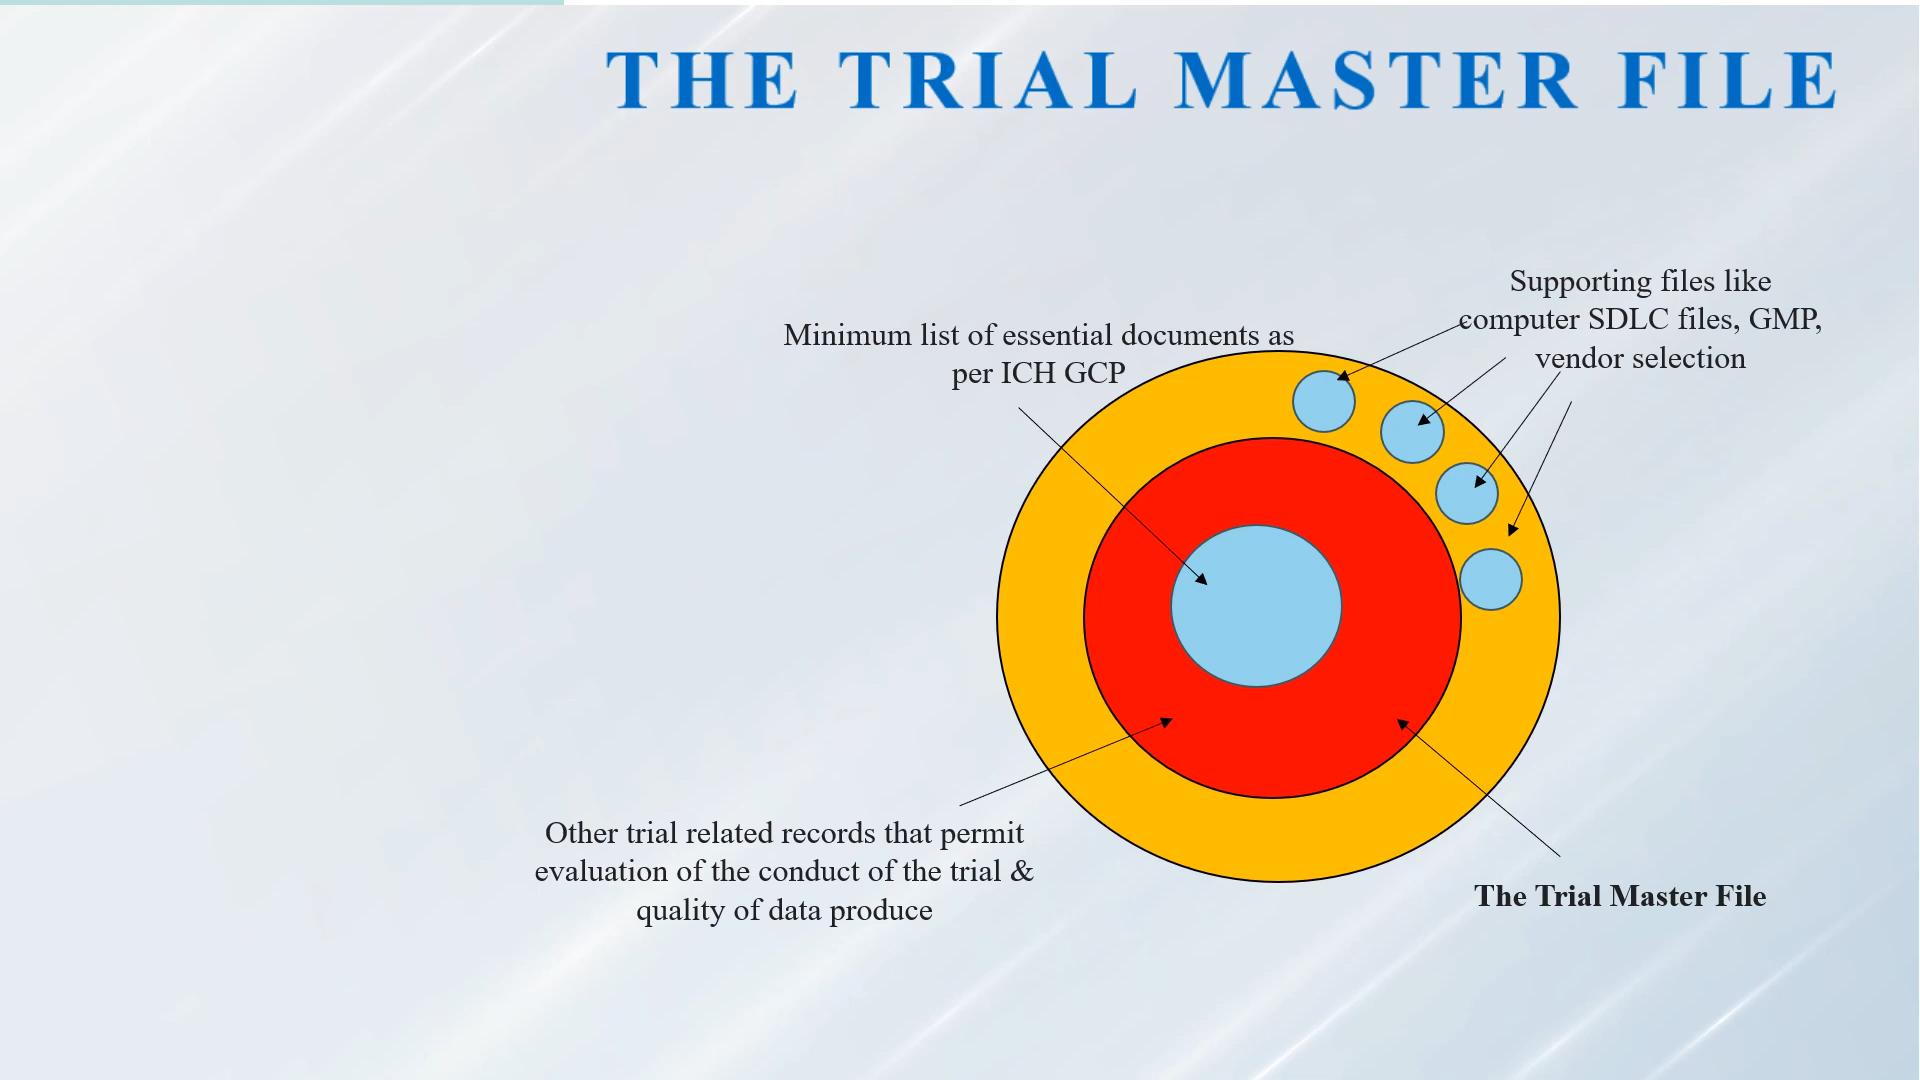 THE TRIAL MASTER FILE
Supporting files like
computer SDLC files, GMP,
vendor selection
Minimum list of essential documents as
per ICH GCP
Other trial related records that permit
evaluation of the conduct of the trial &
quality of data produce
The Trial Master File